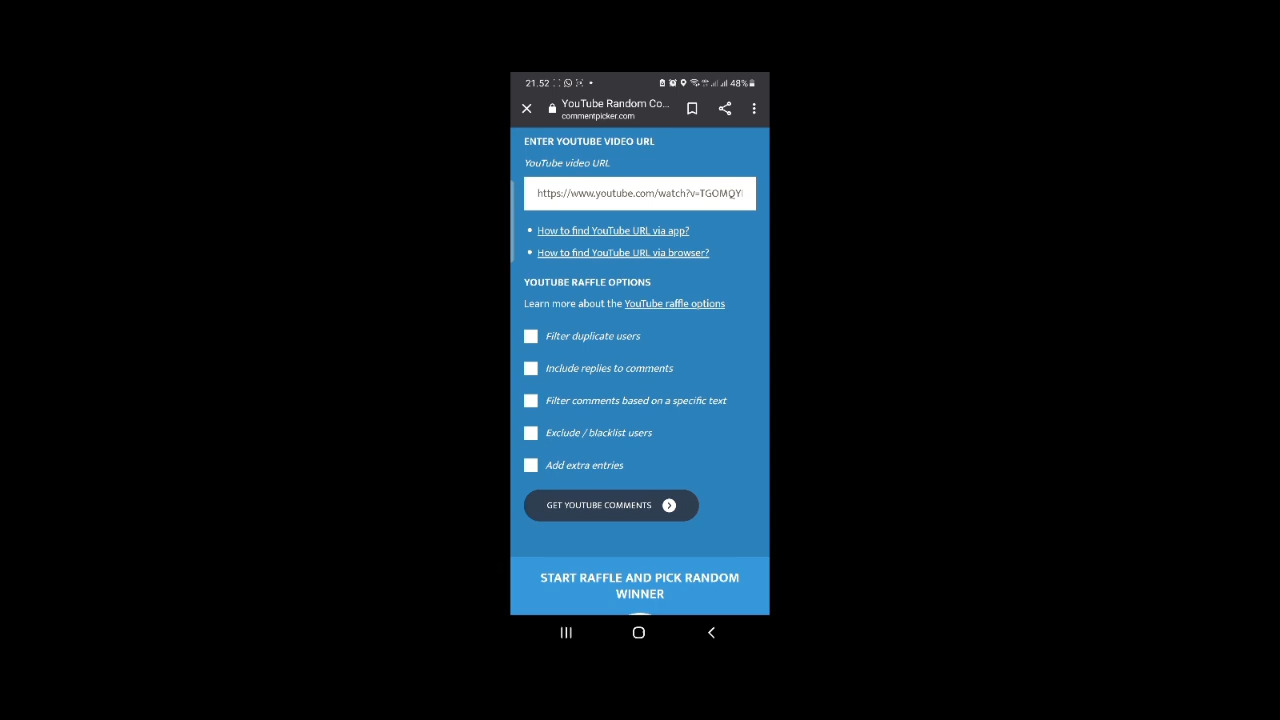 21.52
48%
YouTube Random Co...
commentpicker.com
ENTER YOUTUBE VIDEO URL
YouTube video URL
https://www.youtube.com/watch?v=TGOMQY
How to find YouTube URL via app?
How to find YouTube URL via browser?
YOUTUBE RAFFLE OPTIONS
Learn more about the YouTube raffle options
Filter duplicate users
Include replies to comments
Filter comments based on a specific text
Exclude / blacklist users
Add extra entries
GET YOUTUBE COMMENTS
START RAFFLE AND PICK RANDOM
WINNER